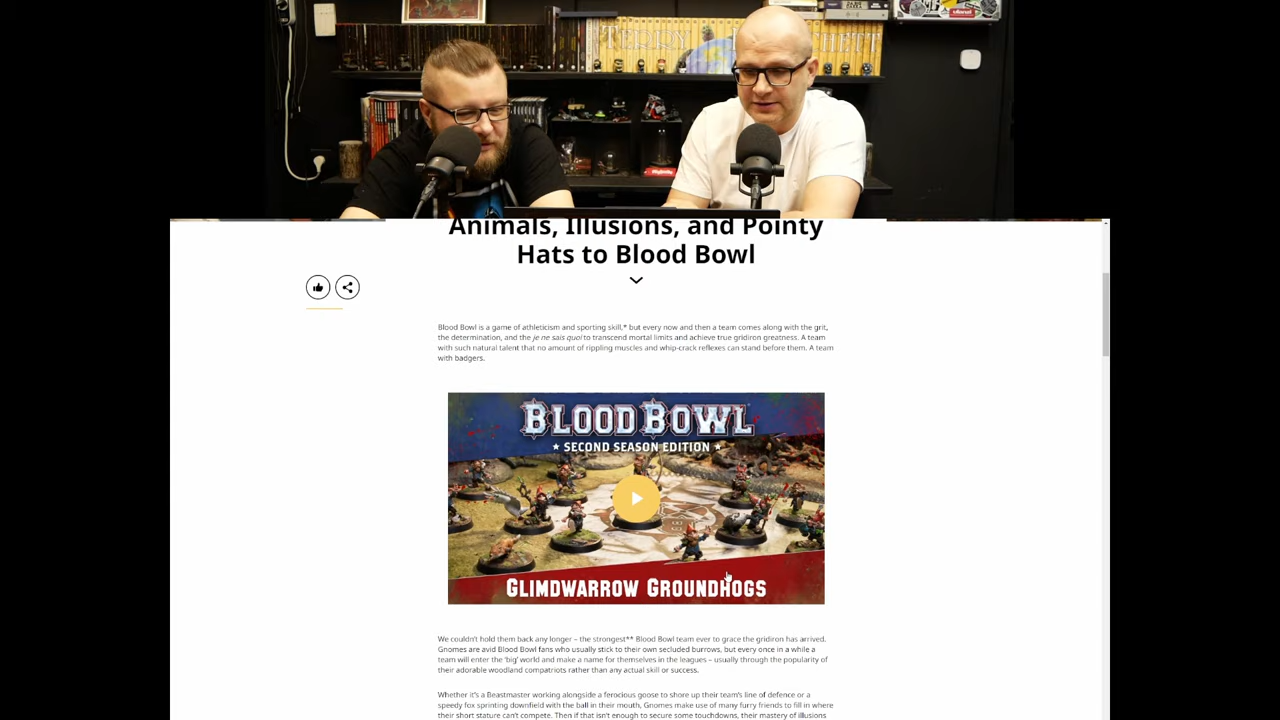 TERRY PRATCHETT
Animals, Illusions, and Pointy
Hats to Blood Bowl
Blood Bowl is a game of athleticism and sporting skill,* but every now and then a team comes along with the grit,
the determination, and the je ne sais quoi to transcend mortal limits and achieve true gridiron greatness. A team
with such natural talent that no amount of rippling muscles and whip-crack reflexes can stand before them. A team
with badgers.
BLOOD BOWL
★ SECOND SEASON EDITION ★
GLIMDWARROW GROUNDHOGS
We couldn't hold them back any longer – the strongest** Blood Bowl team ever to grace the gridiron has arrived.
Gnomes are avid Blood Bowl fans who usually stick to their own secluded burrows, but every once in a while a
team will enter the 'big' world and make a name for themselves in the leagues – usually through the popularity of
their adorable woodland compatriots rather than any actual skill or success.
Whether it's a Beastmaster working alongside a ferocious goose to shore up their team's line of defence or a
speedy fox sprinting downfield with the ball in their mouth, Gnomes make use of many furry friends to fill in where
their short stature can't compete. Then if that isn't enough to secure some touchdowns, their mastery of illusions